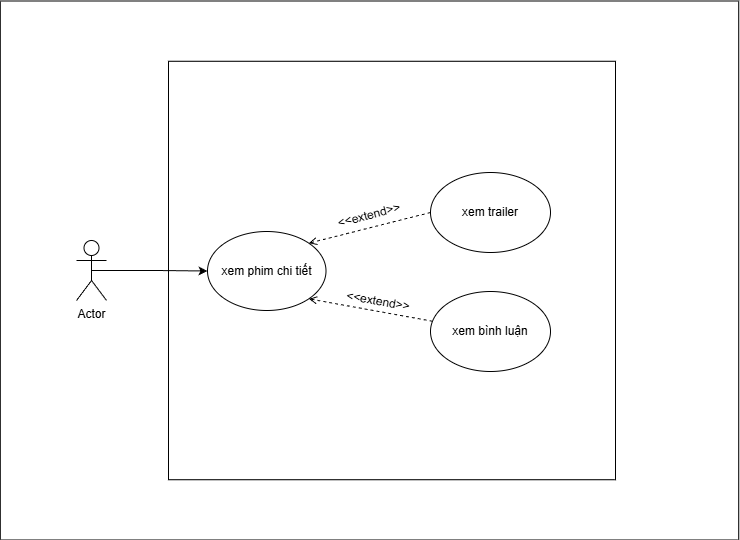 <<extend>>
xem trailer
Actor
xem phim chi tiết
<<extend>>
xem bình luận